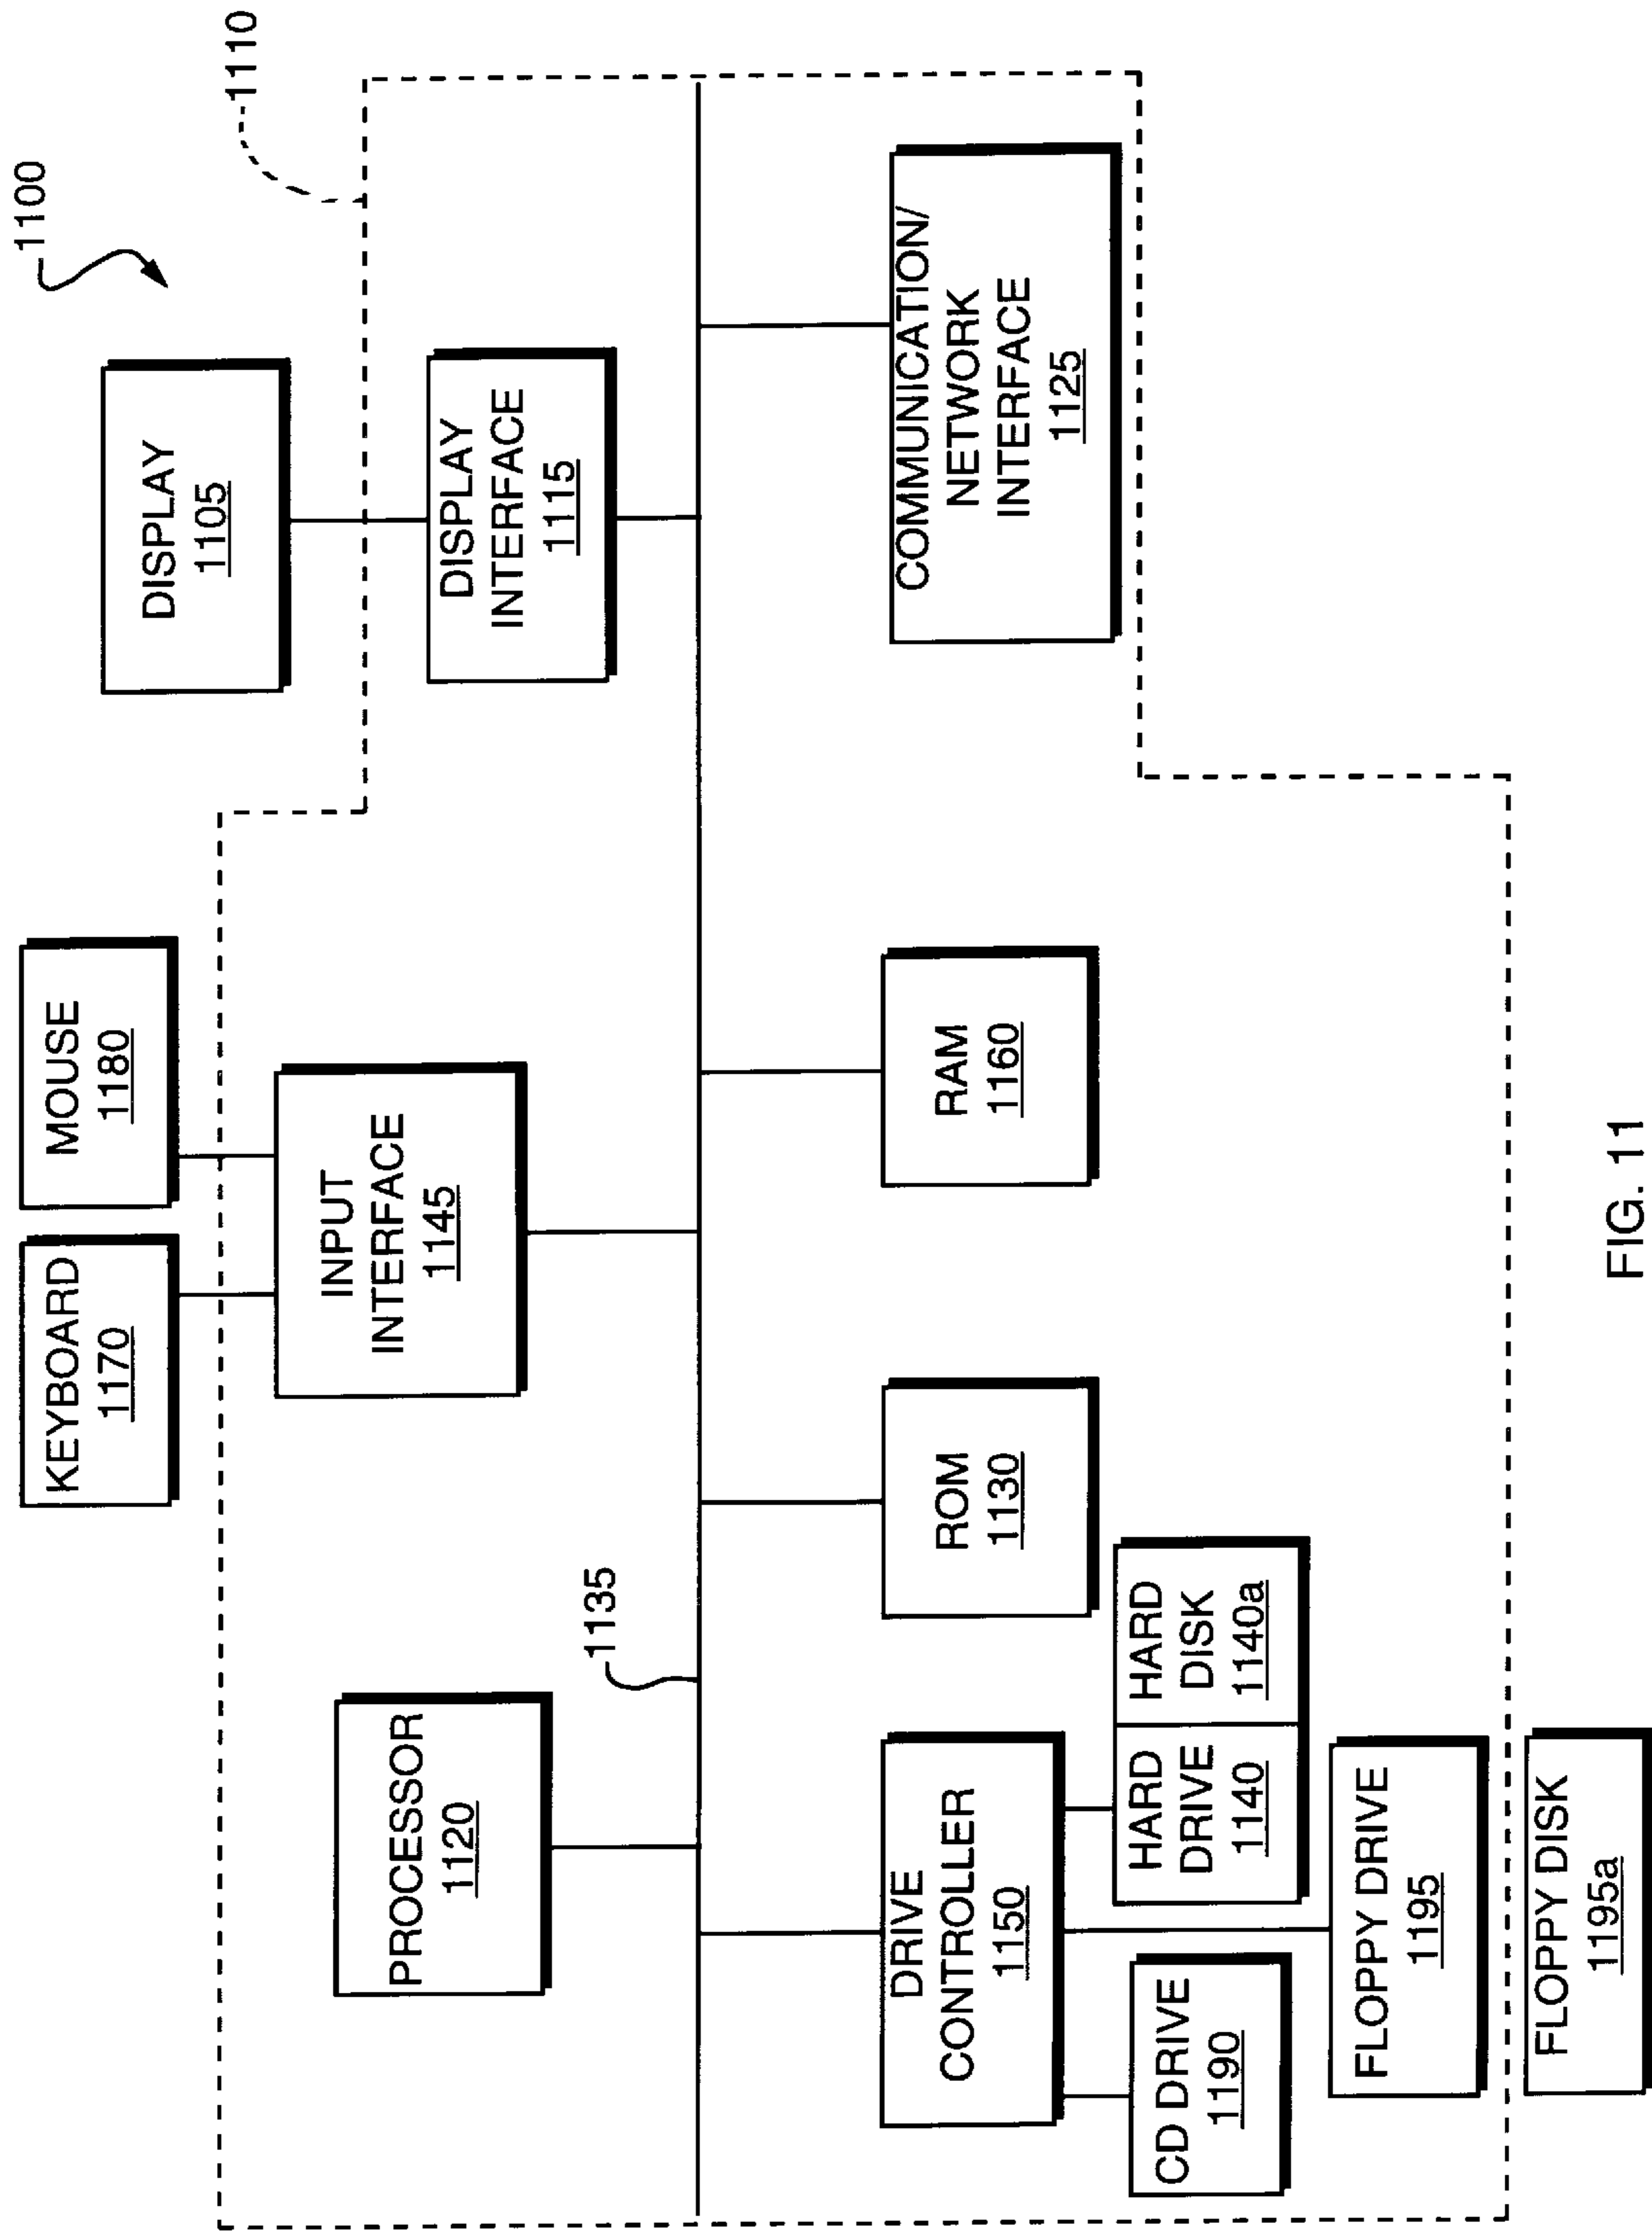 1100
1110
KEYBOARD
1170
MOUSE
1180
DISPLAY
1105
PROCESSOR
1120
INPUT
INTERFACE
1145
DISPLAY
INTERFACE
1115
1135
DRIVE
CONTROLLER
1150
ROM
1130
RAM
1160
COMMUNICATION/
NETWORK
INTERFACE
1125
CD DRIVE
1190
HARD
DRIVE
1140
HARD
DISK
1140a
FLOPPY DRIVE
1195
FLOPPY DISK
1195a
FIG. 11